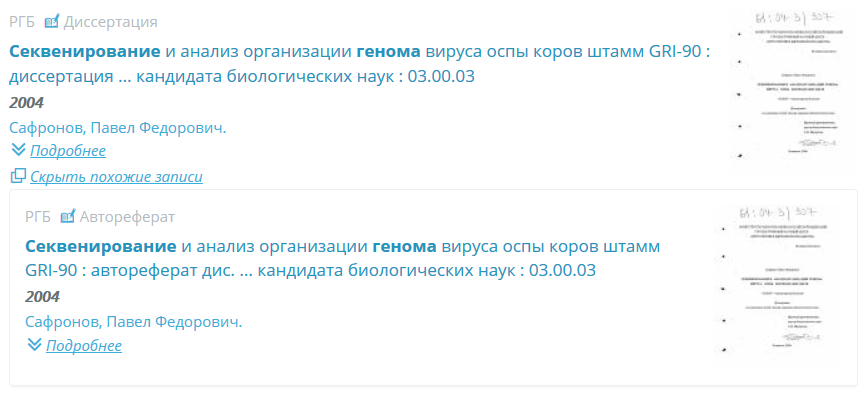 РГБ Диссертация
Секвенирование и анализ организации генома вируса оспы коров штамм GRI-90 :
диссертация ... кандидата биологических наук : 03.00.03
2004
Сафронов, Павел Федорович.
Подробнее
Скрыть похожие записи
РГБ Автореферат
Секвенирование и анализ организации генома вируса оспы коров штамм
GRI-90 : автореферат дис. ... кандидата биологических наук : 03.00.03
2004
Сафронов, Павел Федорович.
Подробнее